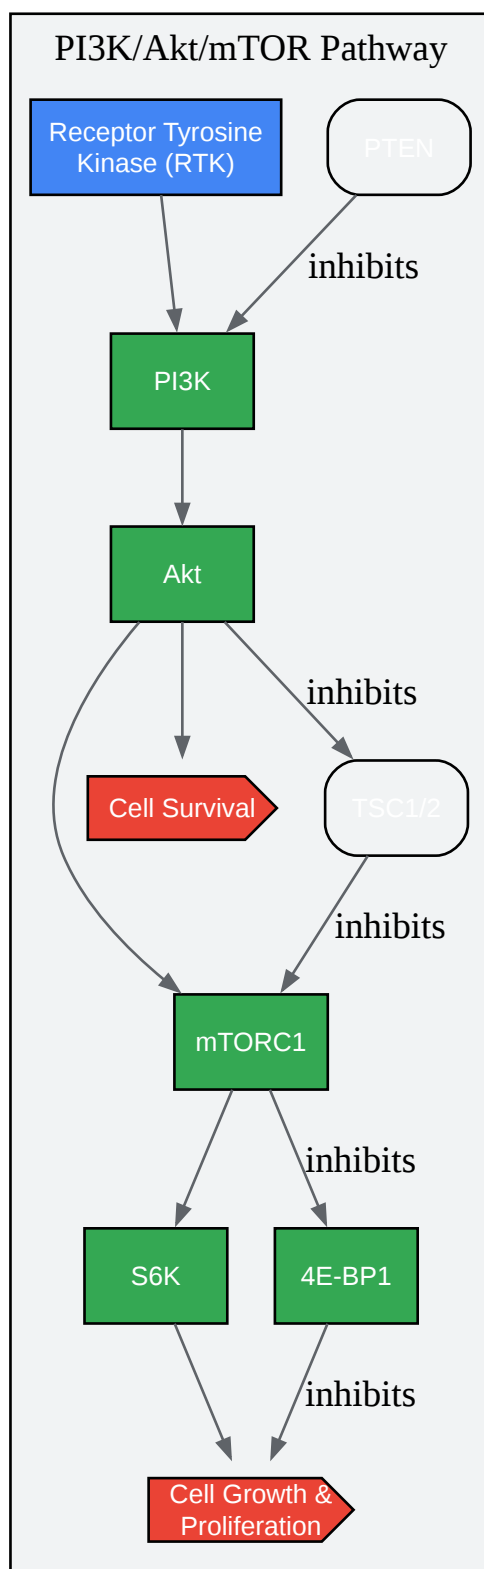 PI3K/Akt/mTOR Pathway
Receptor Tyrosine
Kinase (RTK)
PTEN
inhibits
PI3K
Akt
inhibits
Cell Survival
TSC1/2
inhibits
mTORC1
inhibits
S6K
4E-BP1
inhibits
Cell Growth &
Proliferation